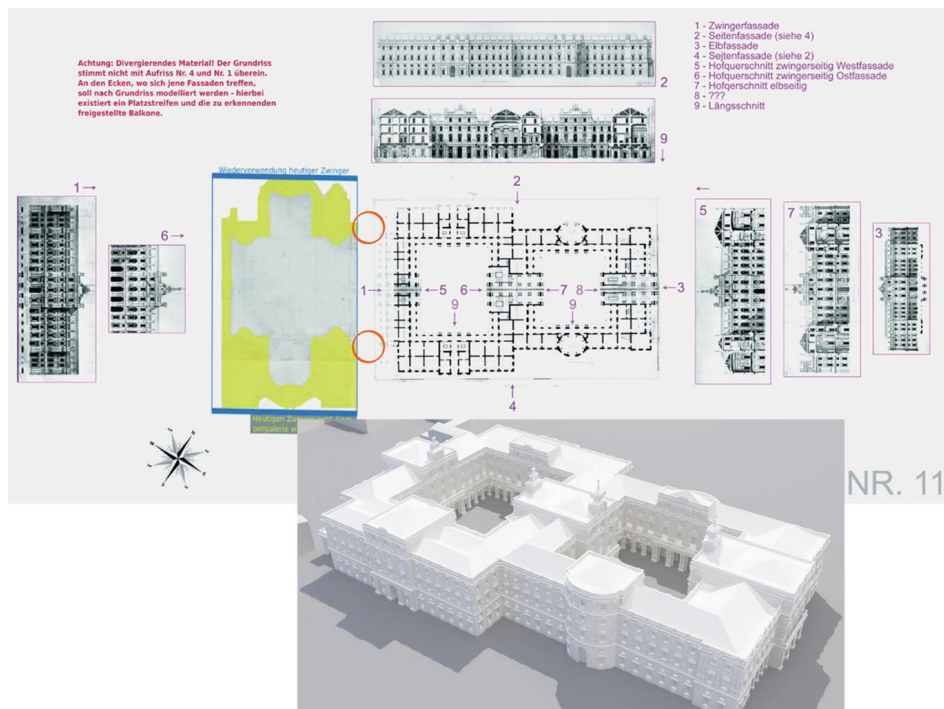 Achtung: Divergierendes Material! Der Grundriss
stimmt nicht mit Aufriss Nr. 4 und Nr. 1 überein.
An den Ecken, wo sich jene Fassaden treffen,
soll nach Grundriss modelliert werden - hierbei
existiert ein Platzstreifen und die zu erkennenden
freigestellte Balkone.
2
9
1 - Zwingerfassade
2 - Seitenfassade (siehe 4)
3 - Elbfassade
4 - Sejtenfassade (siehe 2)
5 - Hofquerschnitt zwingerseitig Westfassade
6 - Hofquerschnitt zwingerseitig Ostfassade
7 - Hofqerschnitt elbseitig
8 - ???
9 - Längsschnitt
Wiederverwendung heutiger Zwinger
1
6
2
5
7
3
1
5
6
7
8
3
9
9
4
Heutigen
pergalerie
NR. 11